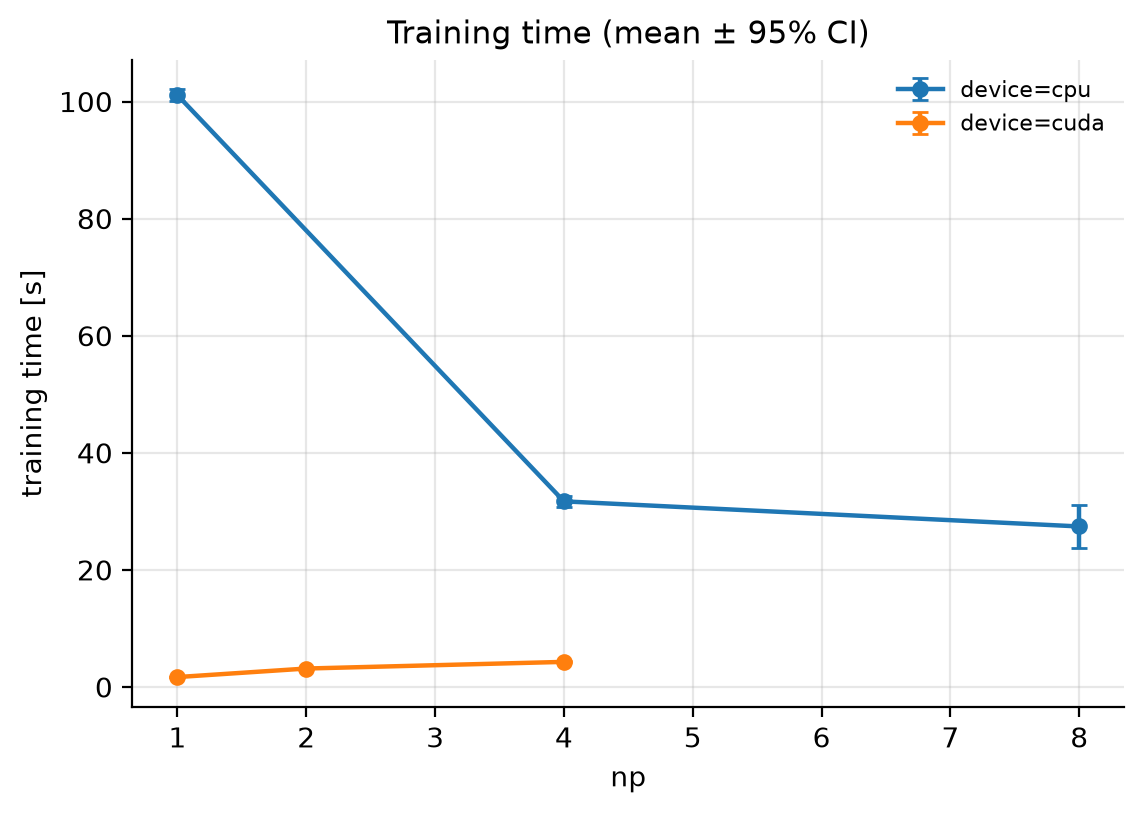 Training time (mean ± 95% CI)
device=cpu
device=cuda
training time [s]
100
80
60
40
20
0
1 2 3 4 5 6 7 8
np